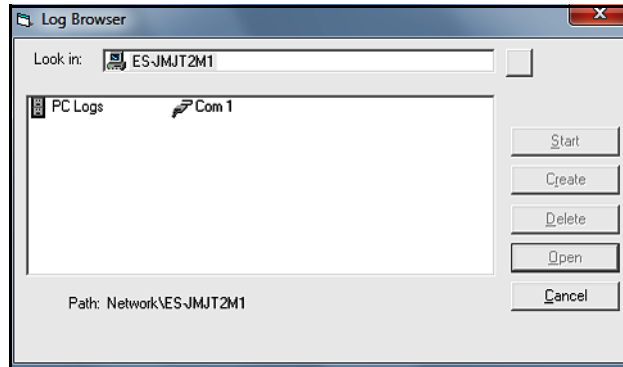 Log Browser
Look in: ES-JMJT2M1
PC Logs Com 1
Start
Create
Delete
Open
Cancel
Path: Network\ES-JMJT2M1